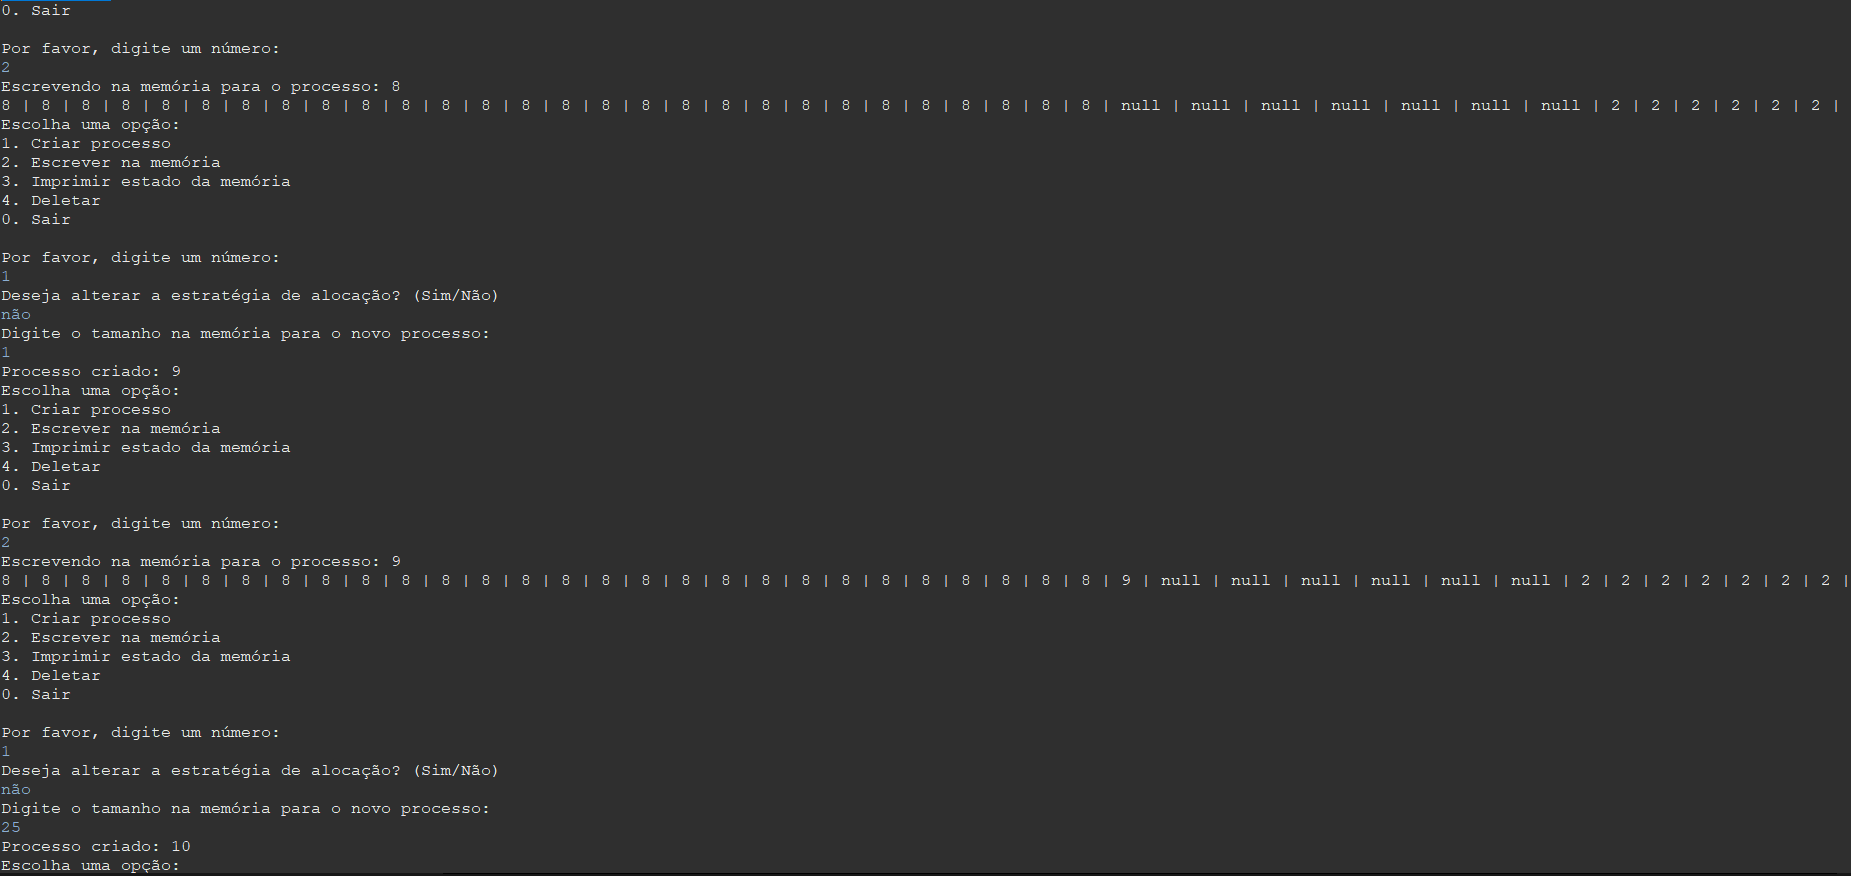 0. Sair
Por favor, digite um número:
2
Escrevendo na memória para o processo: 8
8 | 8 | 8 | 8 | 8 | 8 | 8 | 8 | 8 | 8 | 8 | 8 | 8 | 8 | 8 | 8 | 8 | 8 | 8 | 8 | 8 | 8 | 8 | 8 | 8 | 8 | 8 | 8 | null | null | null | null | null | null | null | 2 | 2 | 2 | 2 | 2 | 2 |
Escolha uma opção:
1. Criar processo
2. Escrever na memória
3. Imprimir estado da memória
4. Deletar
0. Sair
Por favor, digite um número:
1
Deseja alterar a estratégia de alocação? (Sim/Não)
não
Digite o tamanho na memória para o novo processo:
1
Processo criado: 9
Escolha uma opção:
1. Criar processo
2. Escrever na memória
3. Imprimir estado da memória
4. Deletar
0. Sair
Por favor, digite um número:
2
Escrevendo na memória para o processo: 9
8 | 8 | 8 | 8 | 8 | 8 | 8 | 8 | 8 | 8 | 8 | 8 | 8 | 8 | 8 | 8 | 8 | 8 | 8 | 8 | 8 | 8 | 8 | 8 | 8 | 8 | 8 | 8 | 9 | null | null | null | null | null | null | 2 | 2 | 2 | 2 | 2 | 2 | 2 |
Escolha uma opção:
1. Criar processo
2. Escrever na memória
3. Imprimir estado da memória
4. Deletar
0. Sair
Por favor, digite um número:
1
Deseja alterar a estratégia de alocação? (Sim/Não)
não
Digite o tamanho na memória para o novo processo:
25
Processo criado: 10
Escolha uma opção: